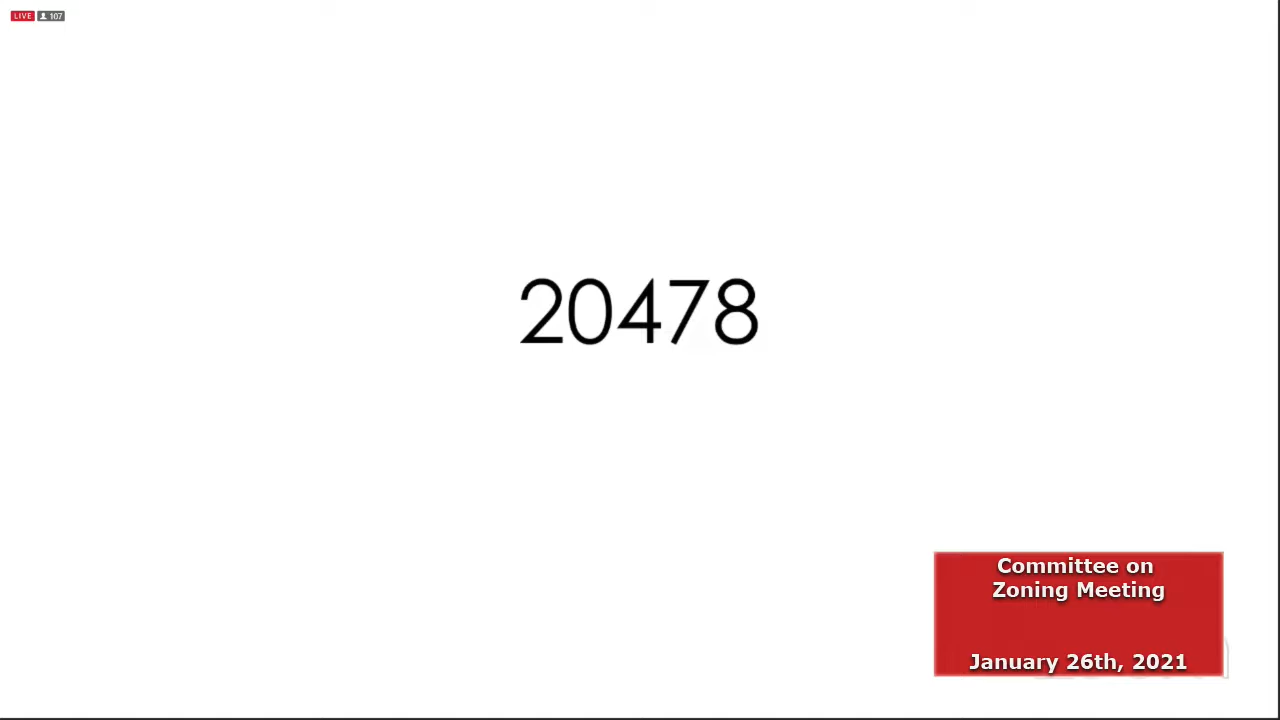 LIVE 107
20478
Committee on
Zoning Meeting
January 26th, 2021